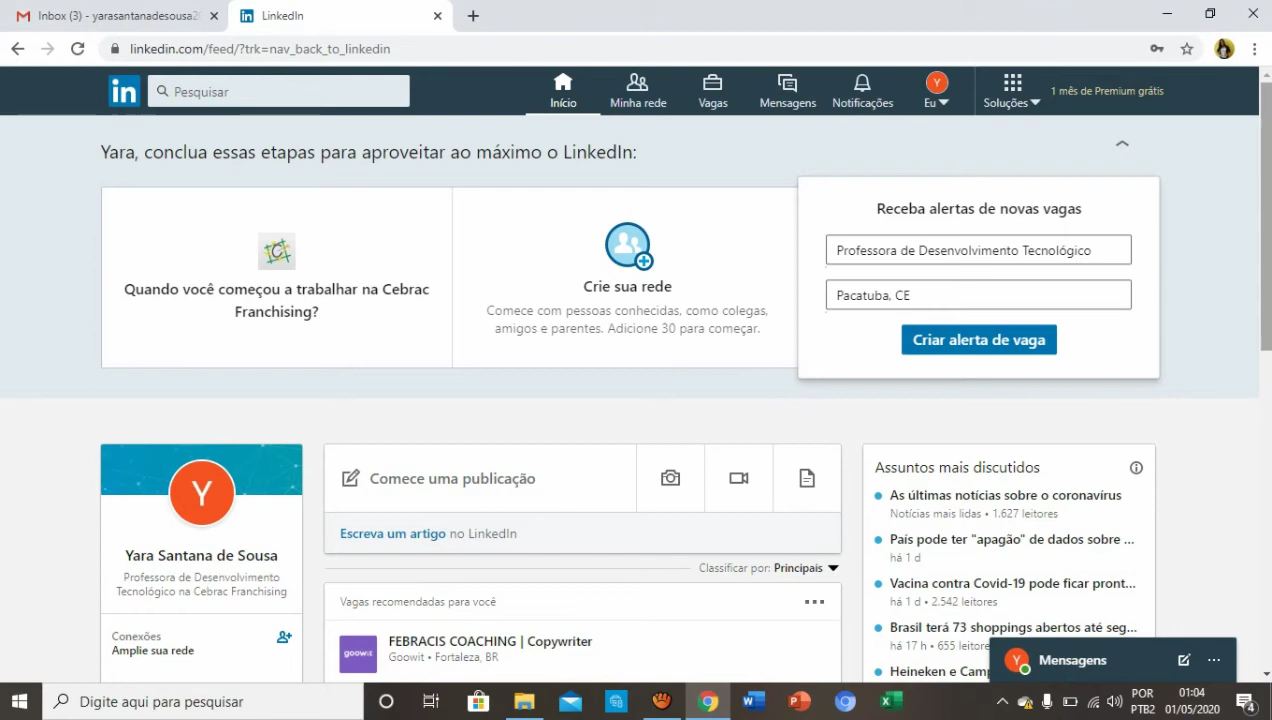 Inbox (3) - yarasantanadesousa2
LinkedIn
linkedin.com/feed/?trk=nav_back_to_linkedin
in
Pesquisar
Início
Minha rede
Vagas
Mensagens
Notificações
Y
Eu
Soluções
1 mês de Premium grátis
Yara, conclua essas etapas para aproveitar ao máximo o LinkedIn:
C
Quando você começou a trabalhar na Cebrac
Franchising?
Crie sua rede
Comece com pessoas conhecidas, como colegas,
amigos e parentes. Adicione 30 para começar.
Receba alertas de novas vagas
Professora de Desenvolvimento Tecnológico
Pacatuba, CE
Criar alerta de vaga
Y
Yara Santana de Sousa
Professora de Desenvolvimento
Tecnológico na Cebrac Franchising
Conexões
Amplie sua rede
Comece uma publicação
Escreva um artigo no LinkedIn
Classificar por: Principais
Vagas recomendadas para você
goowit
FEBRACIS COACHING | Copywriter
Goowit • Fortaleza, BR
Assuntos mais discutidos
As últimas notícias sobre o coronavírus
Notícias mais lidas • 1.627 leitores
País pode ter "apagão" de dados sobre ...
há 1 d
Vacina contra Covid-19 pode ficar pront...
há 1 d • 2.542 leitores
Brasil terá 73 shoppings abertos até seg...
há 17 h • 655 leitores
Heineken e Camp
Y
Mensagens
Digite aqui para pesquisar
POR
PTB2
01:04
01/05/2020
4